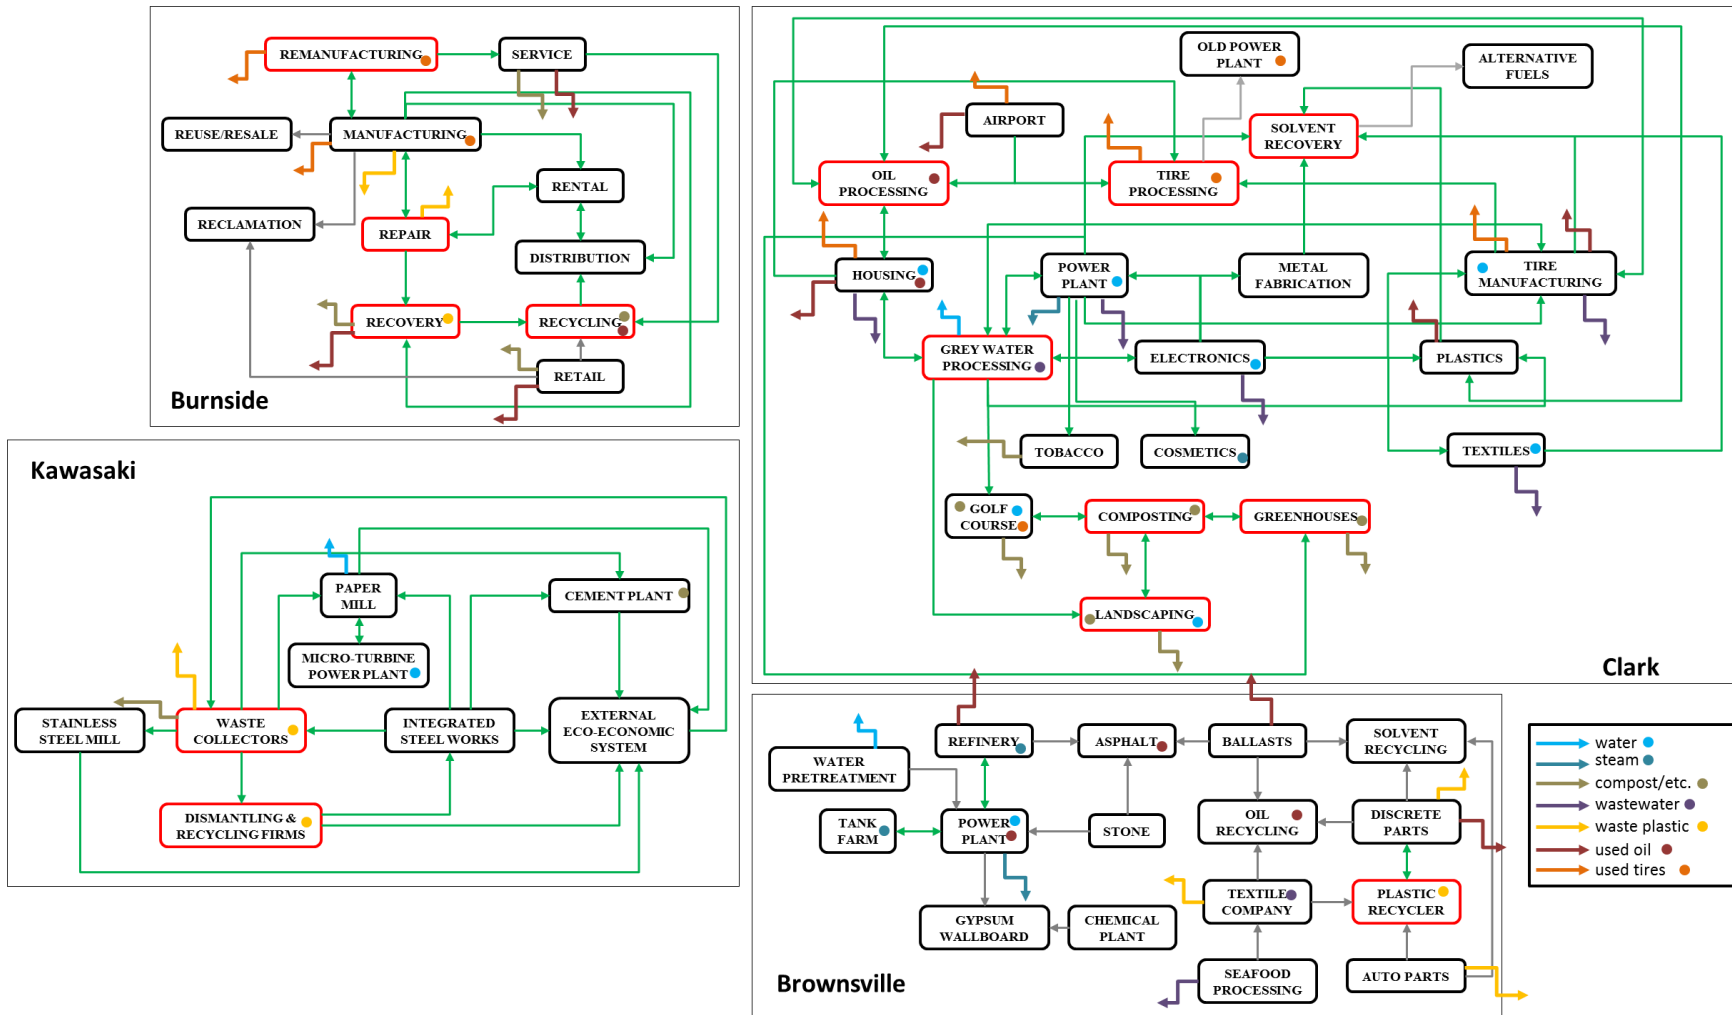 REMANUFACTURING
SERVICE
REUSE/RESALE
MANUFACTURING
RENTAL
RECLAMATION
REPAIR
DISTRIBUTION
RECOVERY
RECYCLING
RETAIL
Burnside
OLD POWER
PLANT
ALTERNATIVE
FUELS
AIRPORT
SOLVENT
RECOVERY
OIL
PROCESSING
TIRE
PROCESSING
HOUSING
POWER
PLANT
METAL
FABRICATION
TIRE
MANUFACTURING
GREY WATER
PROCESSING
ELECTRONICS
PLASTICS
TOBACCO
COSMETICS
TEXTILES
GOLF
COURSE
COMPOSTING
GREENHOUSES
LANDSCAPING
Clark
Kawasaki
PAPER
MILL
CEMENT PLANT
MICRO-TURBINE
POWER PLANT
STAINLESS
STEEL MILL
WASTE
COLLECTORS
INTEGRATED
STEEL WORKS
EXTERNAL
ECO-ECONOMIC
SYSTEM
DISMANTLING &
RECYCLING FIRMS
REFINERY
ASPHALT
BALLASTS
SOLVENT
RECYCLING
WATER
PRETREATMENT
TANK
FARM
POWER
PLANT
STONE
OIL
RECYCLING
DISCRETE
PARTS
GYPSUM
WALLBOARD
CHEMICAL
PLANT
TEXTILE
COMPANY
PLASTIC
RECYCLER
SEAFOOD
PROCESSING
AUTO PARTS
Brownsville
water
steam
compost/etc.
wastewater
waste plastic
used oil
used tires